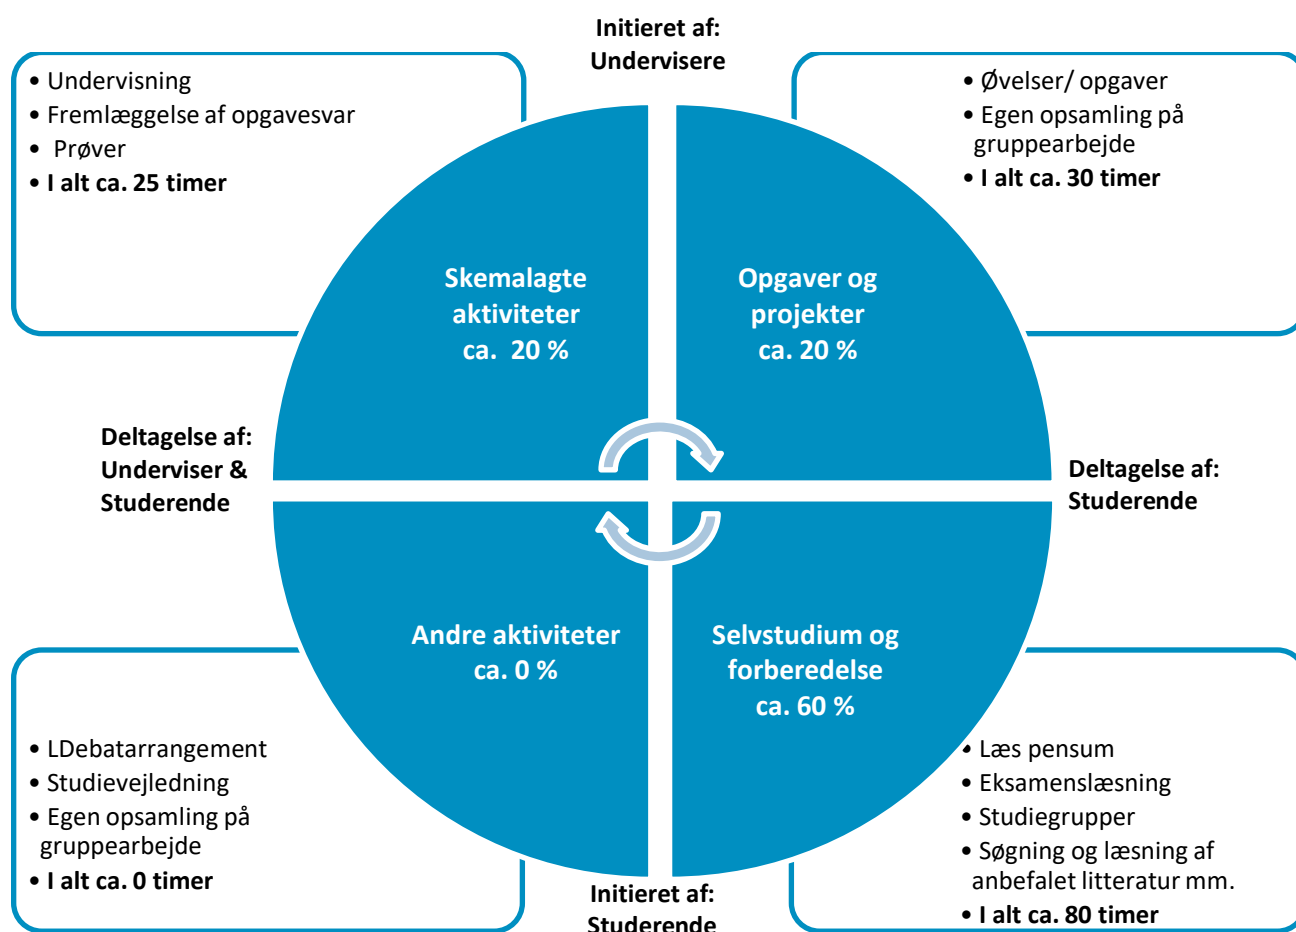 Initieret af:
Undervisere
• Undervisning
• Fremlæggelse af opgavesvar
• Prøver
• I alt ca. 25 timer
• Øvelser/ opgaver
• Egen opsamling på
gruppearbejde
• I alt ca. 30 timer
Skemalagte
aktiviteter
ca. 20 %
Opgaver og
projekter
ca. 20 %
Deltagelse af:
Underviser &
Studerende
Deltagelse af:
Studerende
Andre aktiviteter
ca. 0 %
Selvstudium og
forberedelse
ca. 60 %
• LDebatarrangement
• Studievejledning
• Egen opsamling på
gruppearbejde
• I alt ca. 0 timer
• Læs pensum
• Eksamenslæsning
• Studiegrupper
• Søgning og læsning af
anbefalet litteratur mm.
• I alt ca. 80 timer
Initieret af:
Studerende